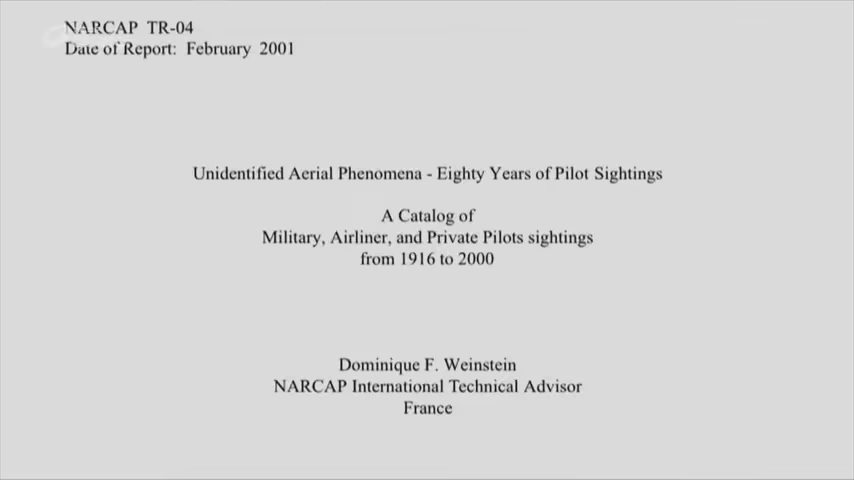 NARCAP TR-04
Date of Report: February 2001
Unidentified Aerial Phenomena - Eighty Years of Pilot Sightings
A Catalog of
Military, Airliner, and Private Pilots sightings
from 1916 to 2000
Dominique F. Weinstein
NARCAP International Technical Advisor
France